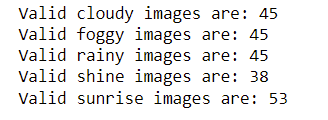 Valid cloudy images are: 45
Valid foggy images are: 45
Valid rainy images are: 45
Valid shine images are: 38
Valid sunrise images are: 53